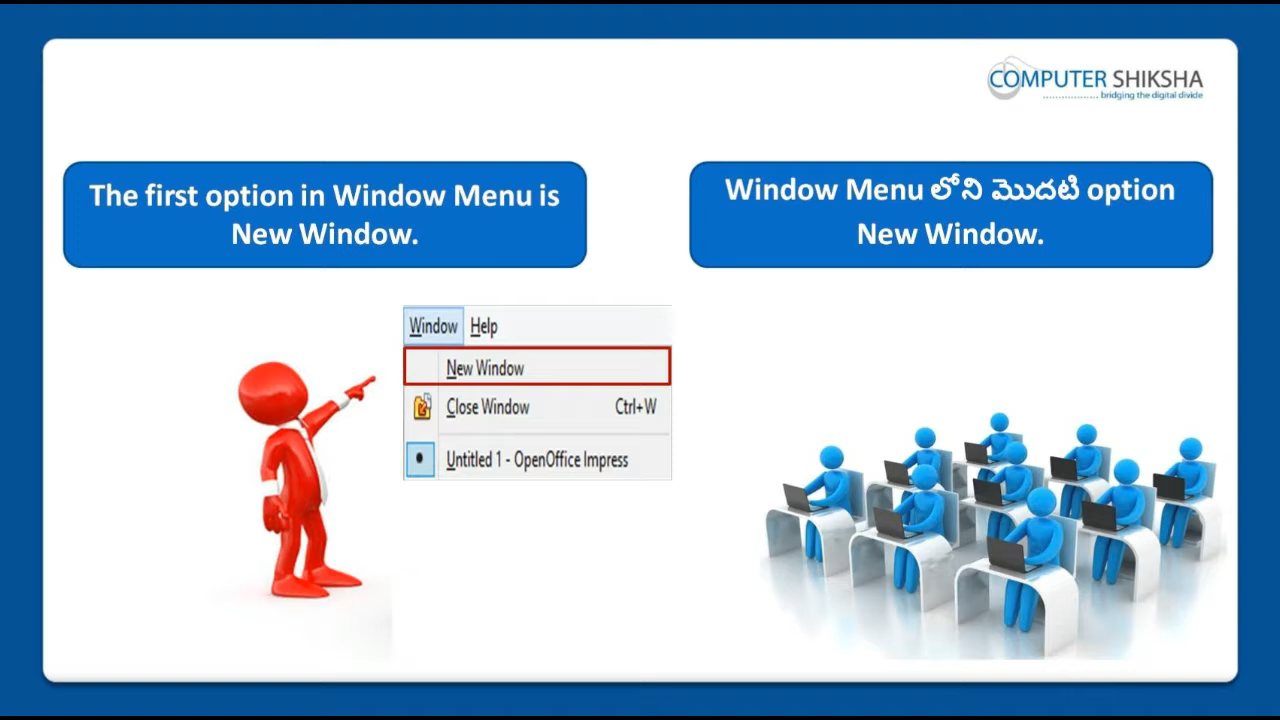 COMPUTER SHIKSHA
bridging the digital divide
The first option in Window Menu is
New Window.
Window Menu లోని మొదటి option
New Window.
Window Help
New Window
Close Window Ctrl+W
Untitled 1 - OpenOffice Impress